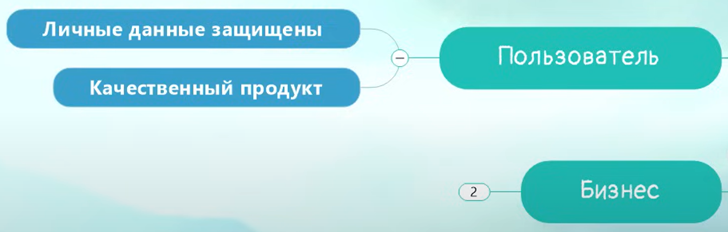 Личные данные защищены
Пользователь
Качественный продукт
2
Бизнес